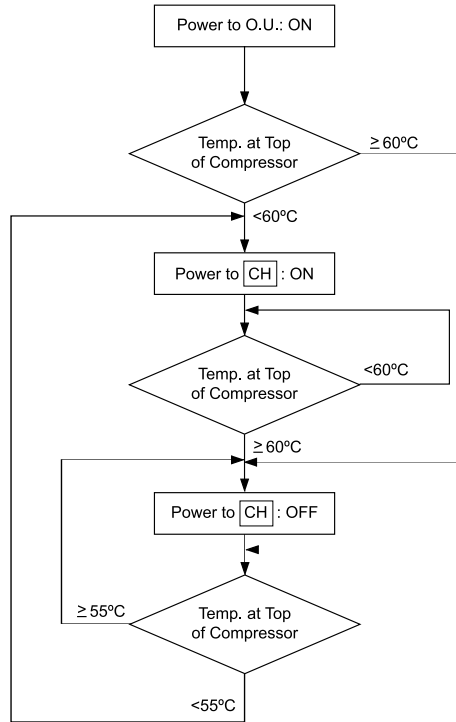 Power to O.U.: ON
Temp. at Top
of Compressor
≥60ºC
<60ºC
Power to CH : ON
Temp. at Top
of Compressor
<60ºC
≥60ºC
Power to CH : OFF
Temp. at Top
of Compressor
≥55ºC
<55ºC